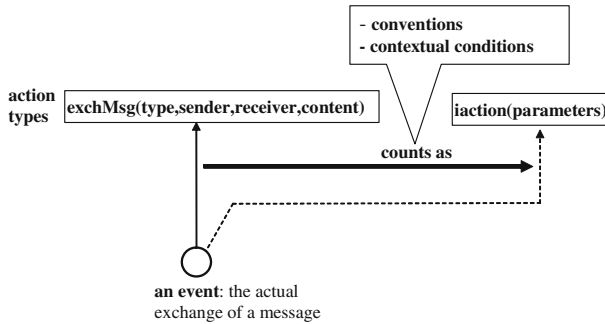 - conventions
- contextual conditions
action
types
exchMsg(type,sender,receiver,content)
iaction(parameters)
counts as
an event: the actual
exchange of a message